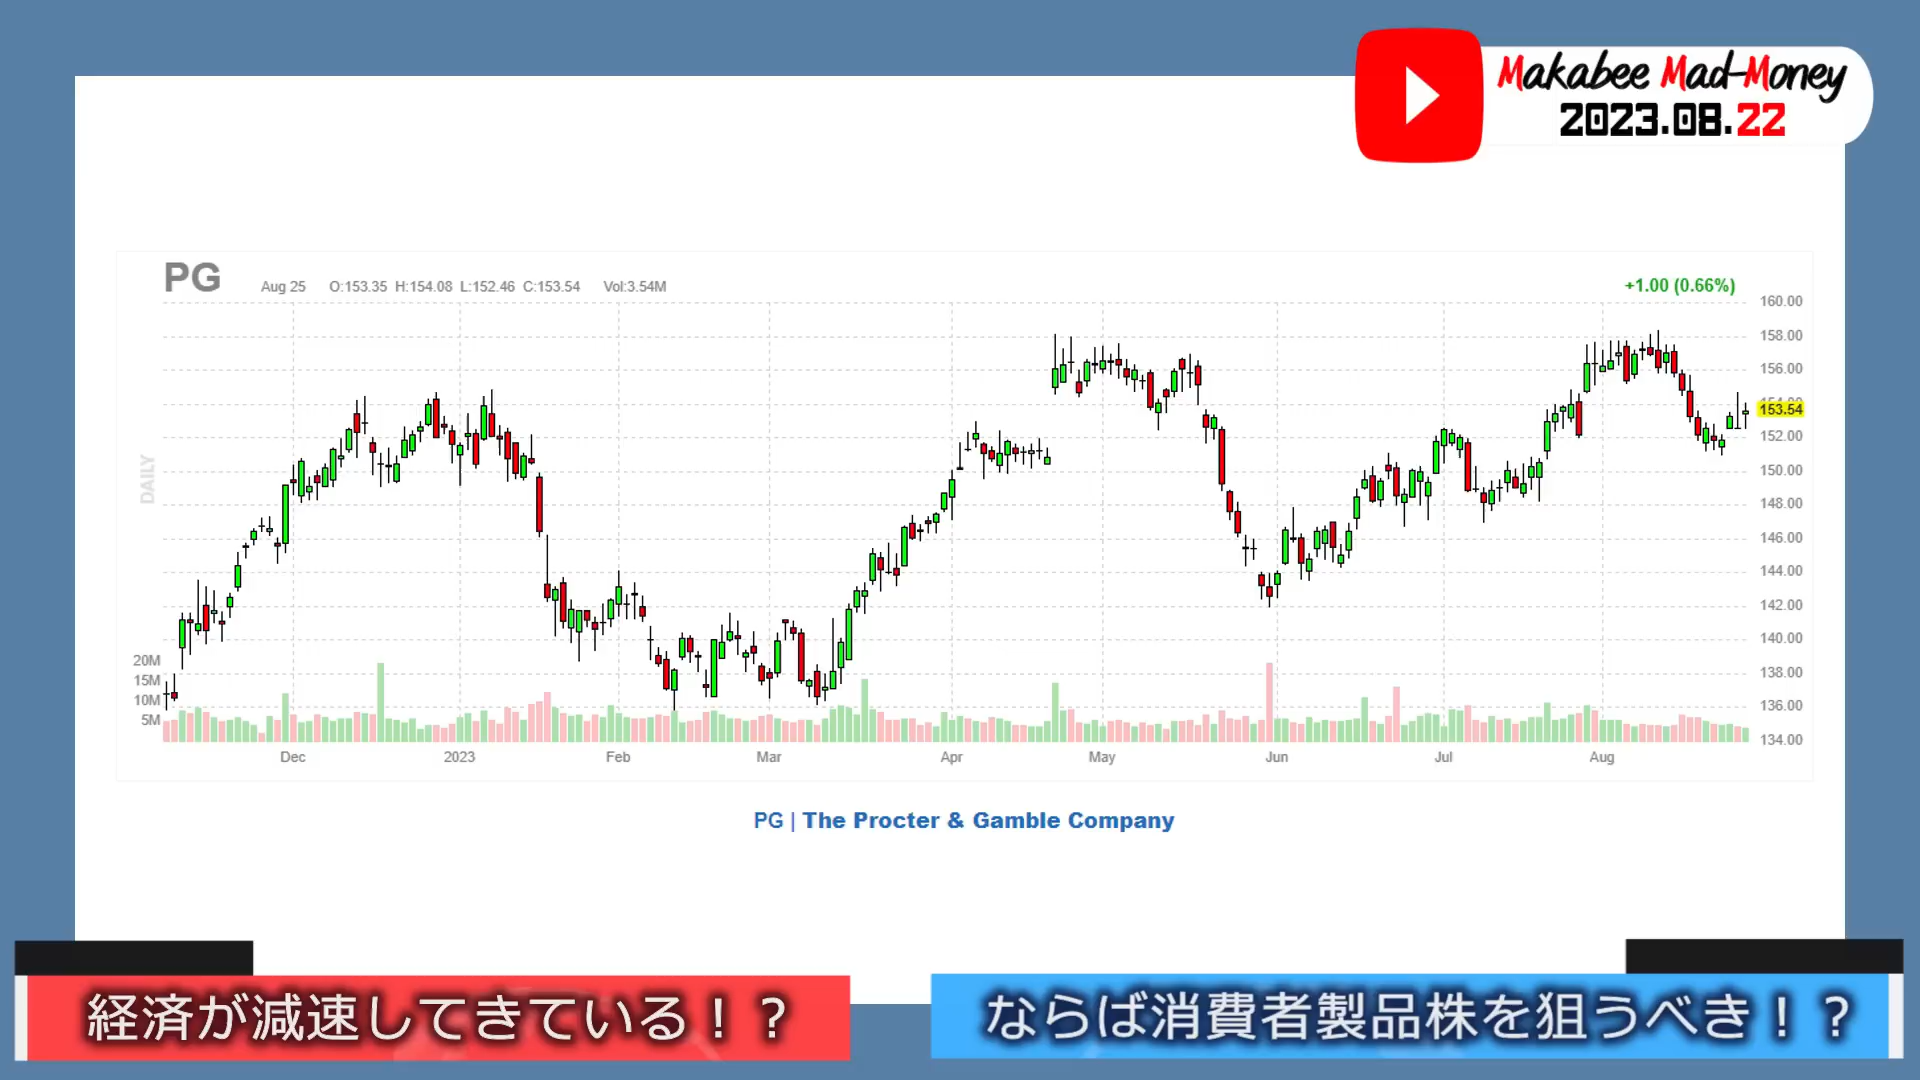 Makabee Mad-Money
2023.08.22
PG Aug 25 O:153.35 H:154.08 L:152.46 C:153.54 Vol:3.54M +1.00 (0.66%)
160.00
158.00
156.00
154.00
153.54
152.00
150.00
148.00
146.00
144.00
142.00
140.00
138.00
136.00
134.00
DAILY
20M
15M
10M
5M
Dec 2023 Feb Mar Apr May Jun Jul Aug
PG | The Procter & Gamble Company
経済が減速してきている！？
ならば消費者製品株を狙うべき！？